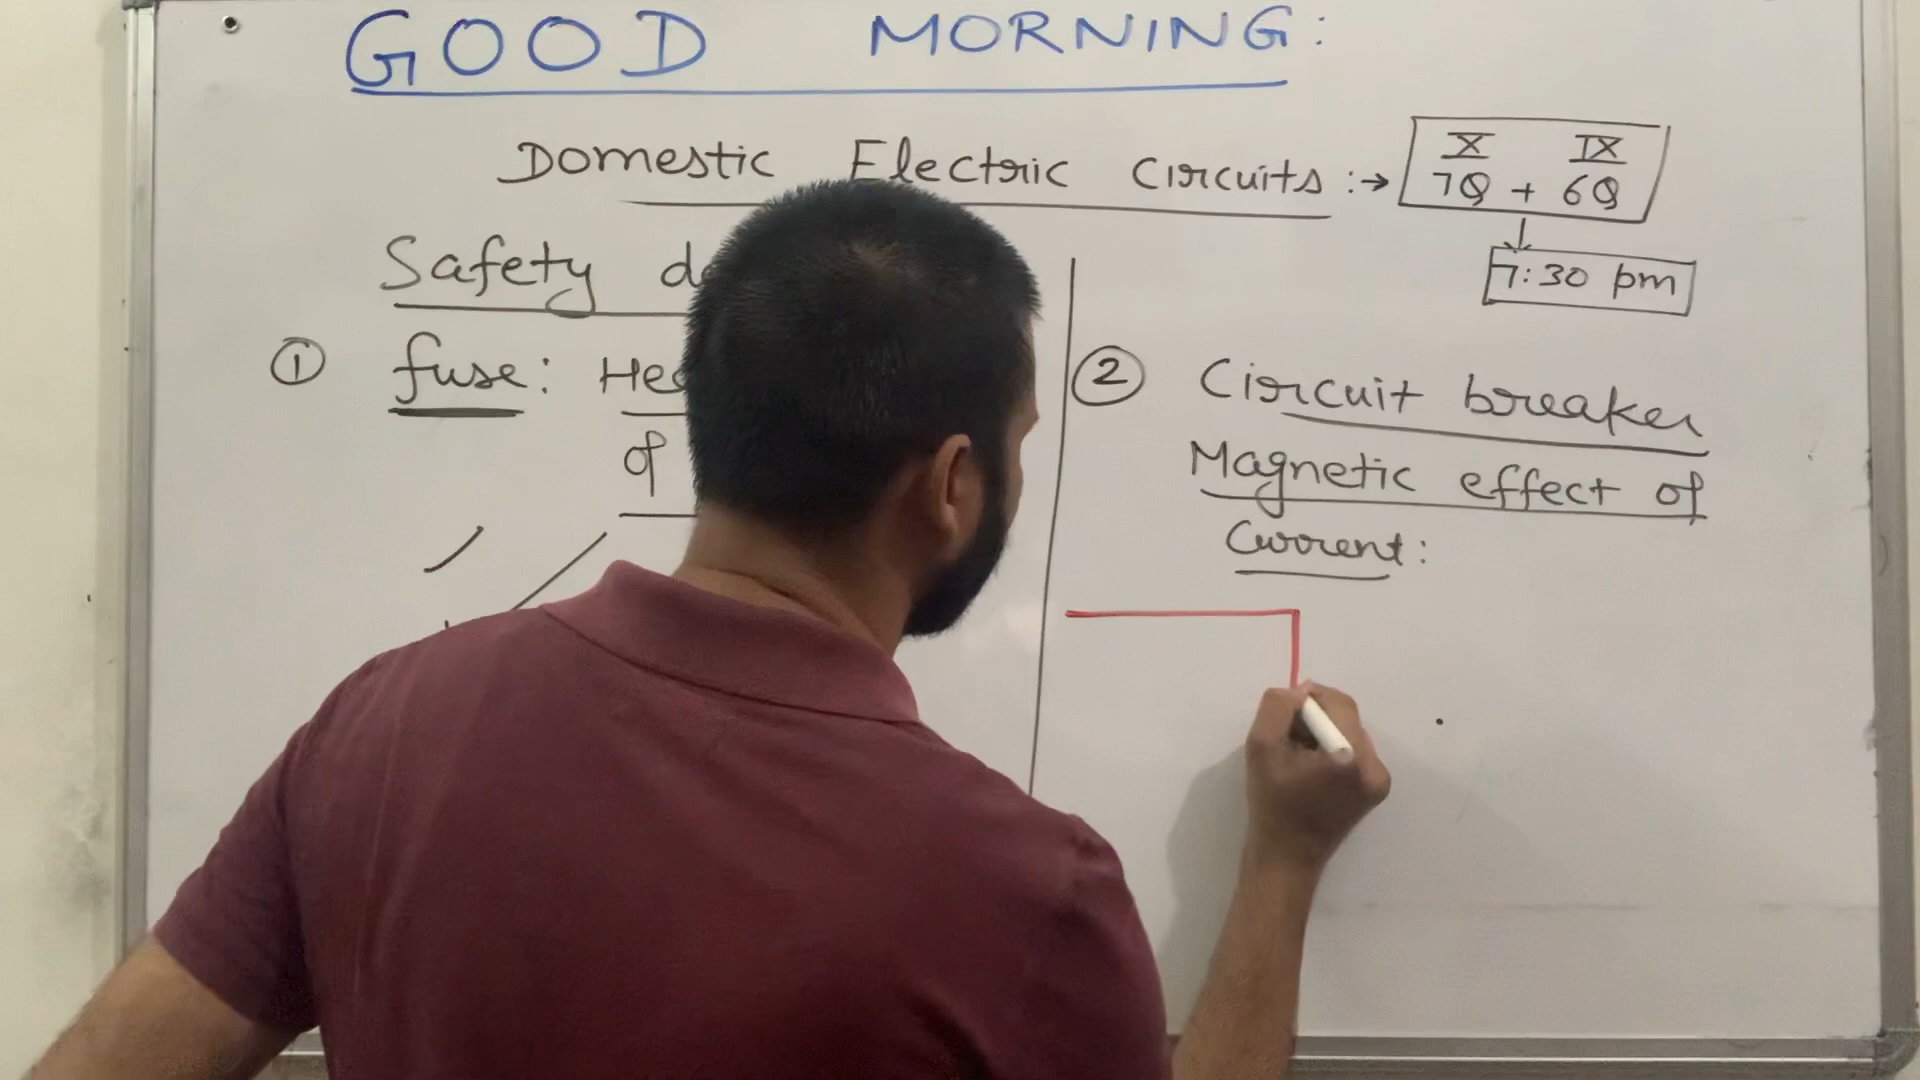 GOOD MORNING:
Domestic Electric Circuits :→
X IX
7Q + 6Q
7:30 pm
Safety
① fuse:
of
② Circuit breaker
Magnetic effect of
Current: